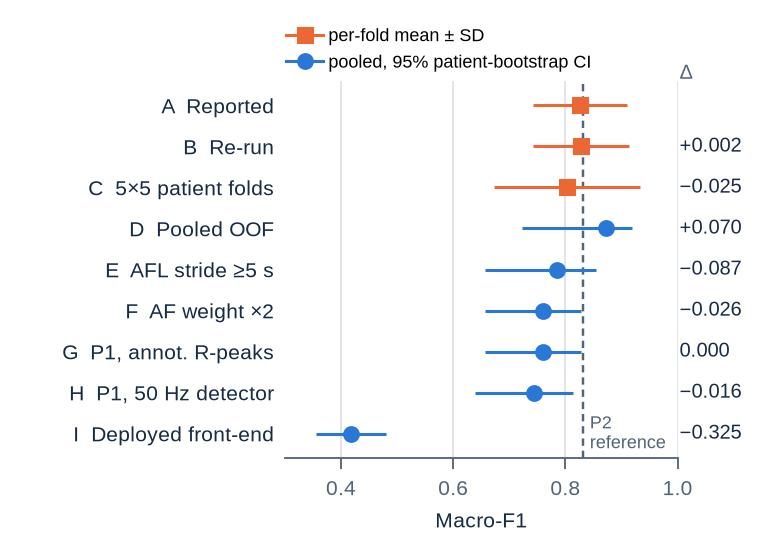 per-fold mean ± SD
pooled, 95% patient-bootstrap CI
Δ
A Reported
B Re-run +0.002
C 5×5 patient folds −0.025
D Pooled OOF +0.070
E AFL stride ≥5 s −0.087
F AF weight ×2 −0.026
G P1, annot. R-peaks 0.000
H P1, 50 Hz detector −0.016
I Deployed front-end −0.325
P2
reference
0.4 0.6 0.8 1.0
Macro-F1